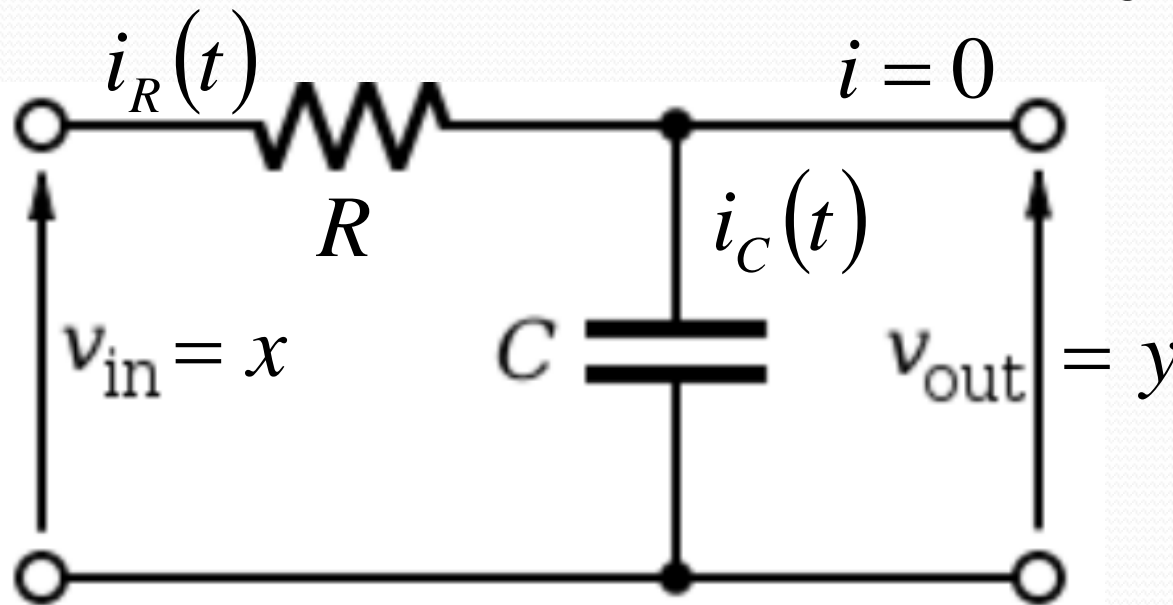 i_R(t)
i = 0
R
i_C(t)
v_in = x
C
v_out = y